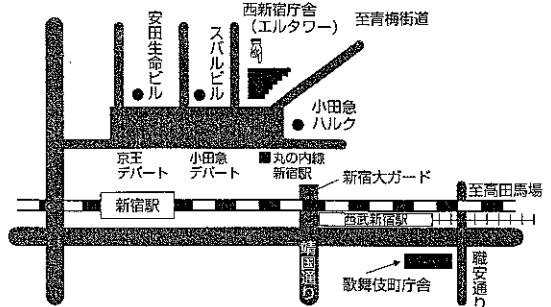 西新宿庁舎
(エルタワー)
至青梅街道
安田生命ビル
スバルビル
小田急
ハルク
京王
デパート
小田急
デパート
丸の内線
新宿駅
新宿大ガード
至高田馬場
新宿駅
西武新宿駅
靖国通り
歌舞伎町庁舎
職安通り